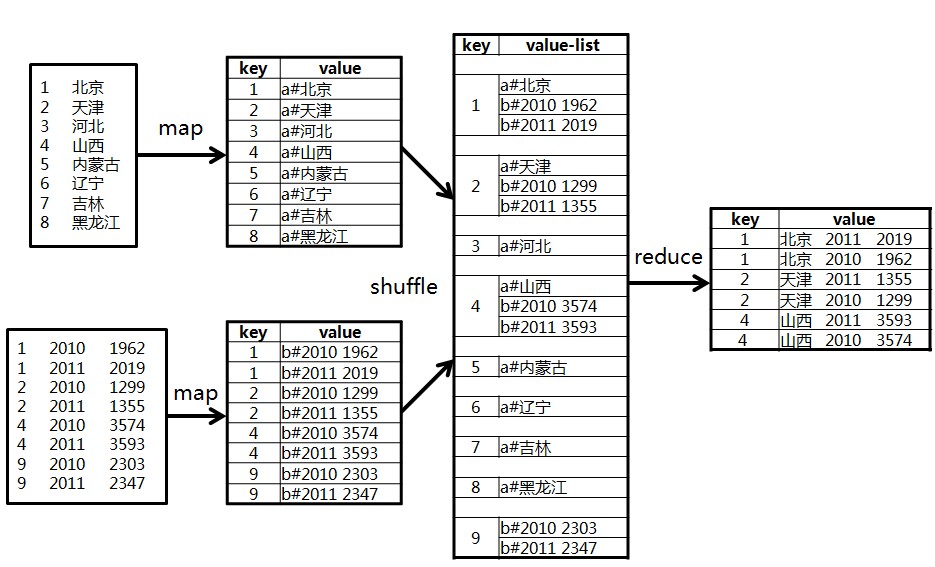 1 北京
2 天津
3 河北
4 山西
5 内蒙古
6 辽宁
7 吉林
8 黑龙江
map
key value
1 a#北京
2 a#天津
3 a#河北
4 a#山西
5 a#内蒙古
6 a#辽宁
7 a#吉林
8 a#黑龙江
1 2010 1962
1 2011 2019
2 2010 1299
2 2011 1355
4 2010 3574
4 2011 3593
9 2010 2303
9 2011 2347
map
key value
1 b#2010 1962
1 b#2011 2019
2 b#2010 1299
2 b#2011 1355
4 b#2010 3574
4 b#2011 3593
9 b#2010 2303
9 b#2011 2347
shuffle
key value-list
1
a#北京
b#2010 1962
b#2011 2019
2
a#天津
b#2010 1299
b#2011 1355
3 a#河北
4
a#山西
b#2010 3574
b#2011 3593
5 a#内蒙古
6 a#辽宁
7 a#吉林
8 a#黑龙江
9
b#2010 2303
b#2011 2347
reduce
key value
1 北京 2011 2019
1 北京 2010 1962
2 天津 2011 1355
2 天津 2010 1299
4 山西 2011 3593
4 山西 2010 3574